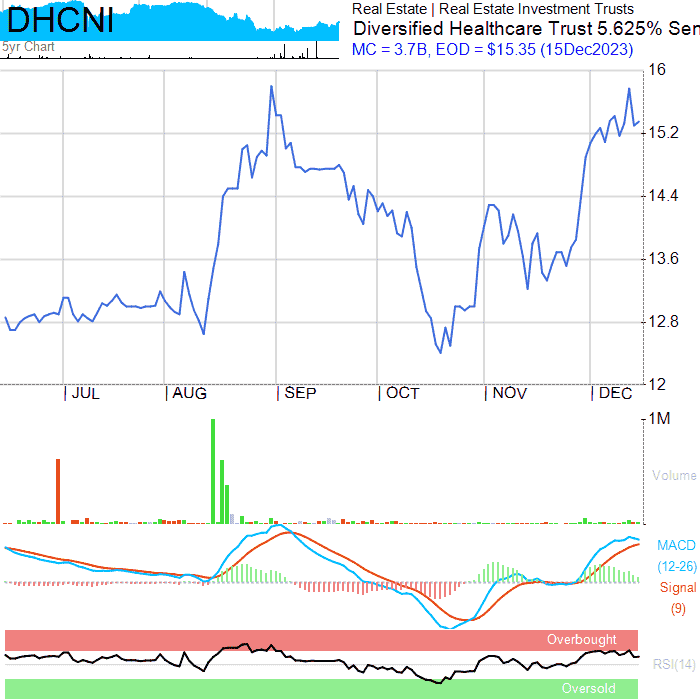 DHCNI
5yr Chart
Real Estate | Real Estate Investment Trusts
Diversified Healthcare Trust 5.625% Sen
MC = 3.7B, EOD = $15.35 (15Dec2023)
16
15.2
14.4
13.6
12.8
12
JUL
AUG
SEP
OCT
NOV
DEC
1M
Volume
MACD
(12-26)
Signal
(9)
Overbought
RSI(14)
Oversold